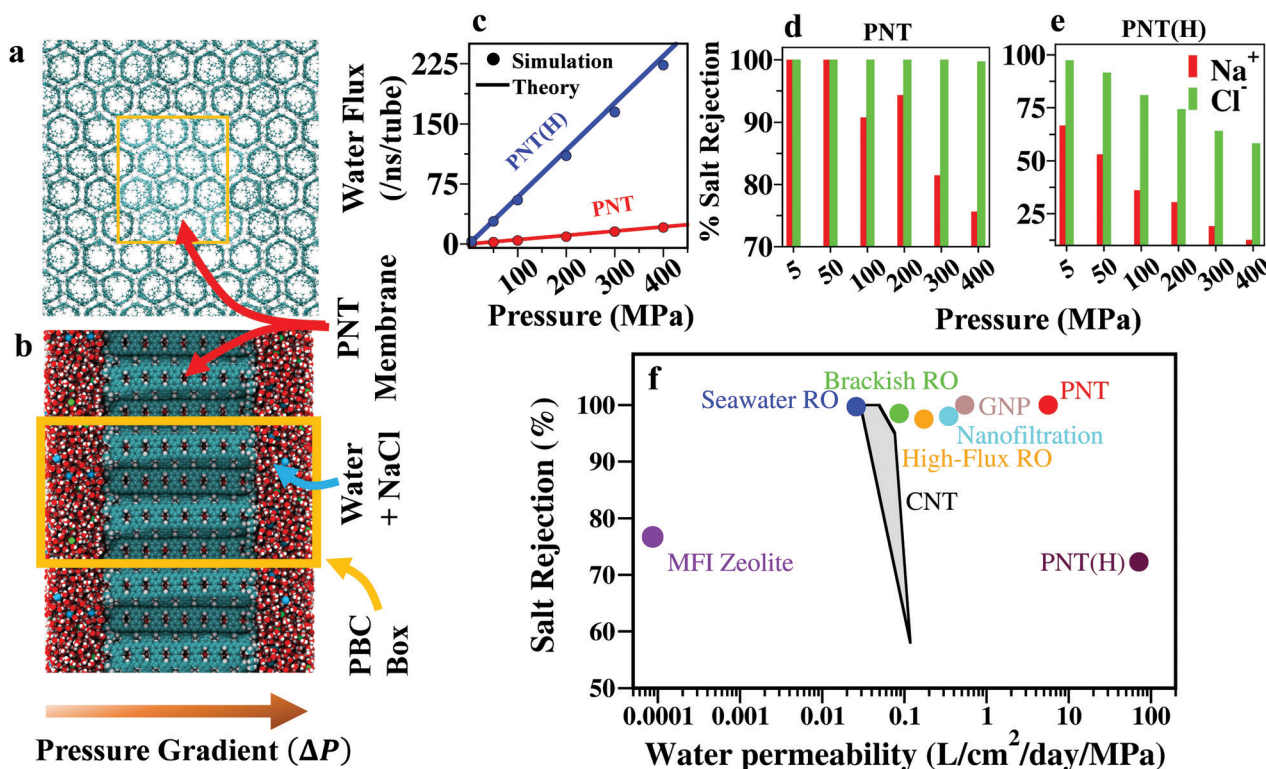 a
b
PNT
Membrane
Water
+ NaCl
PBC
Box
Pressure Gradient (ΔP)
c
Water Flux
(/ns/tube)
225
150
75
0
Simulation
Theory
PNT(H)
PNT
100
200
300
400
Pressure (MPa)
d
PNT
% Salt Rejection
100
90
80
70
5
50
100
200
300
400
e
PNT(H)
100
75
50
25
Na⁺
Cl⁻
5
50
100
200
300
400
Pressure (MPa)
f
Salt Rejection (%)
100
90
80
70
60
50
Seawater RO
Brackish RO
GNP
PNT
Nanofiltration
High-Flux RO
CNT
MFI Zeolite
PNT(H)
0.0001
0.001
0.01
0.1
1
10
100
Water permeability (L/cm²/day/MPa)